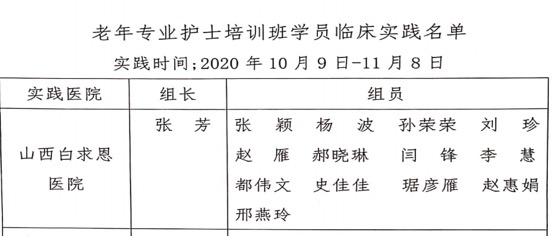 老年专业护士培训班学员临床实践名单
实践时间;2020 年 10 月 9 日-11 月 8 日
实践医院 组长 组员
山西白求恩医院 张 芳 张 颖 杨 波 孙荣荣 刘 珍
赵 雁 郝晓琳 闫 锋 李 慧
都伟文 史佳佳 琚彦雁 赵惠娟
邢燕玲